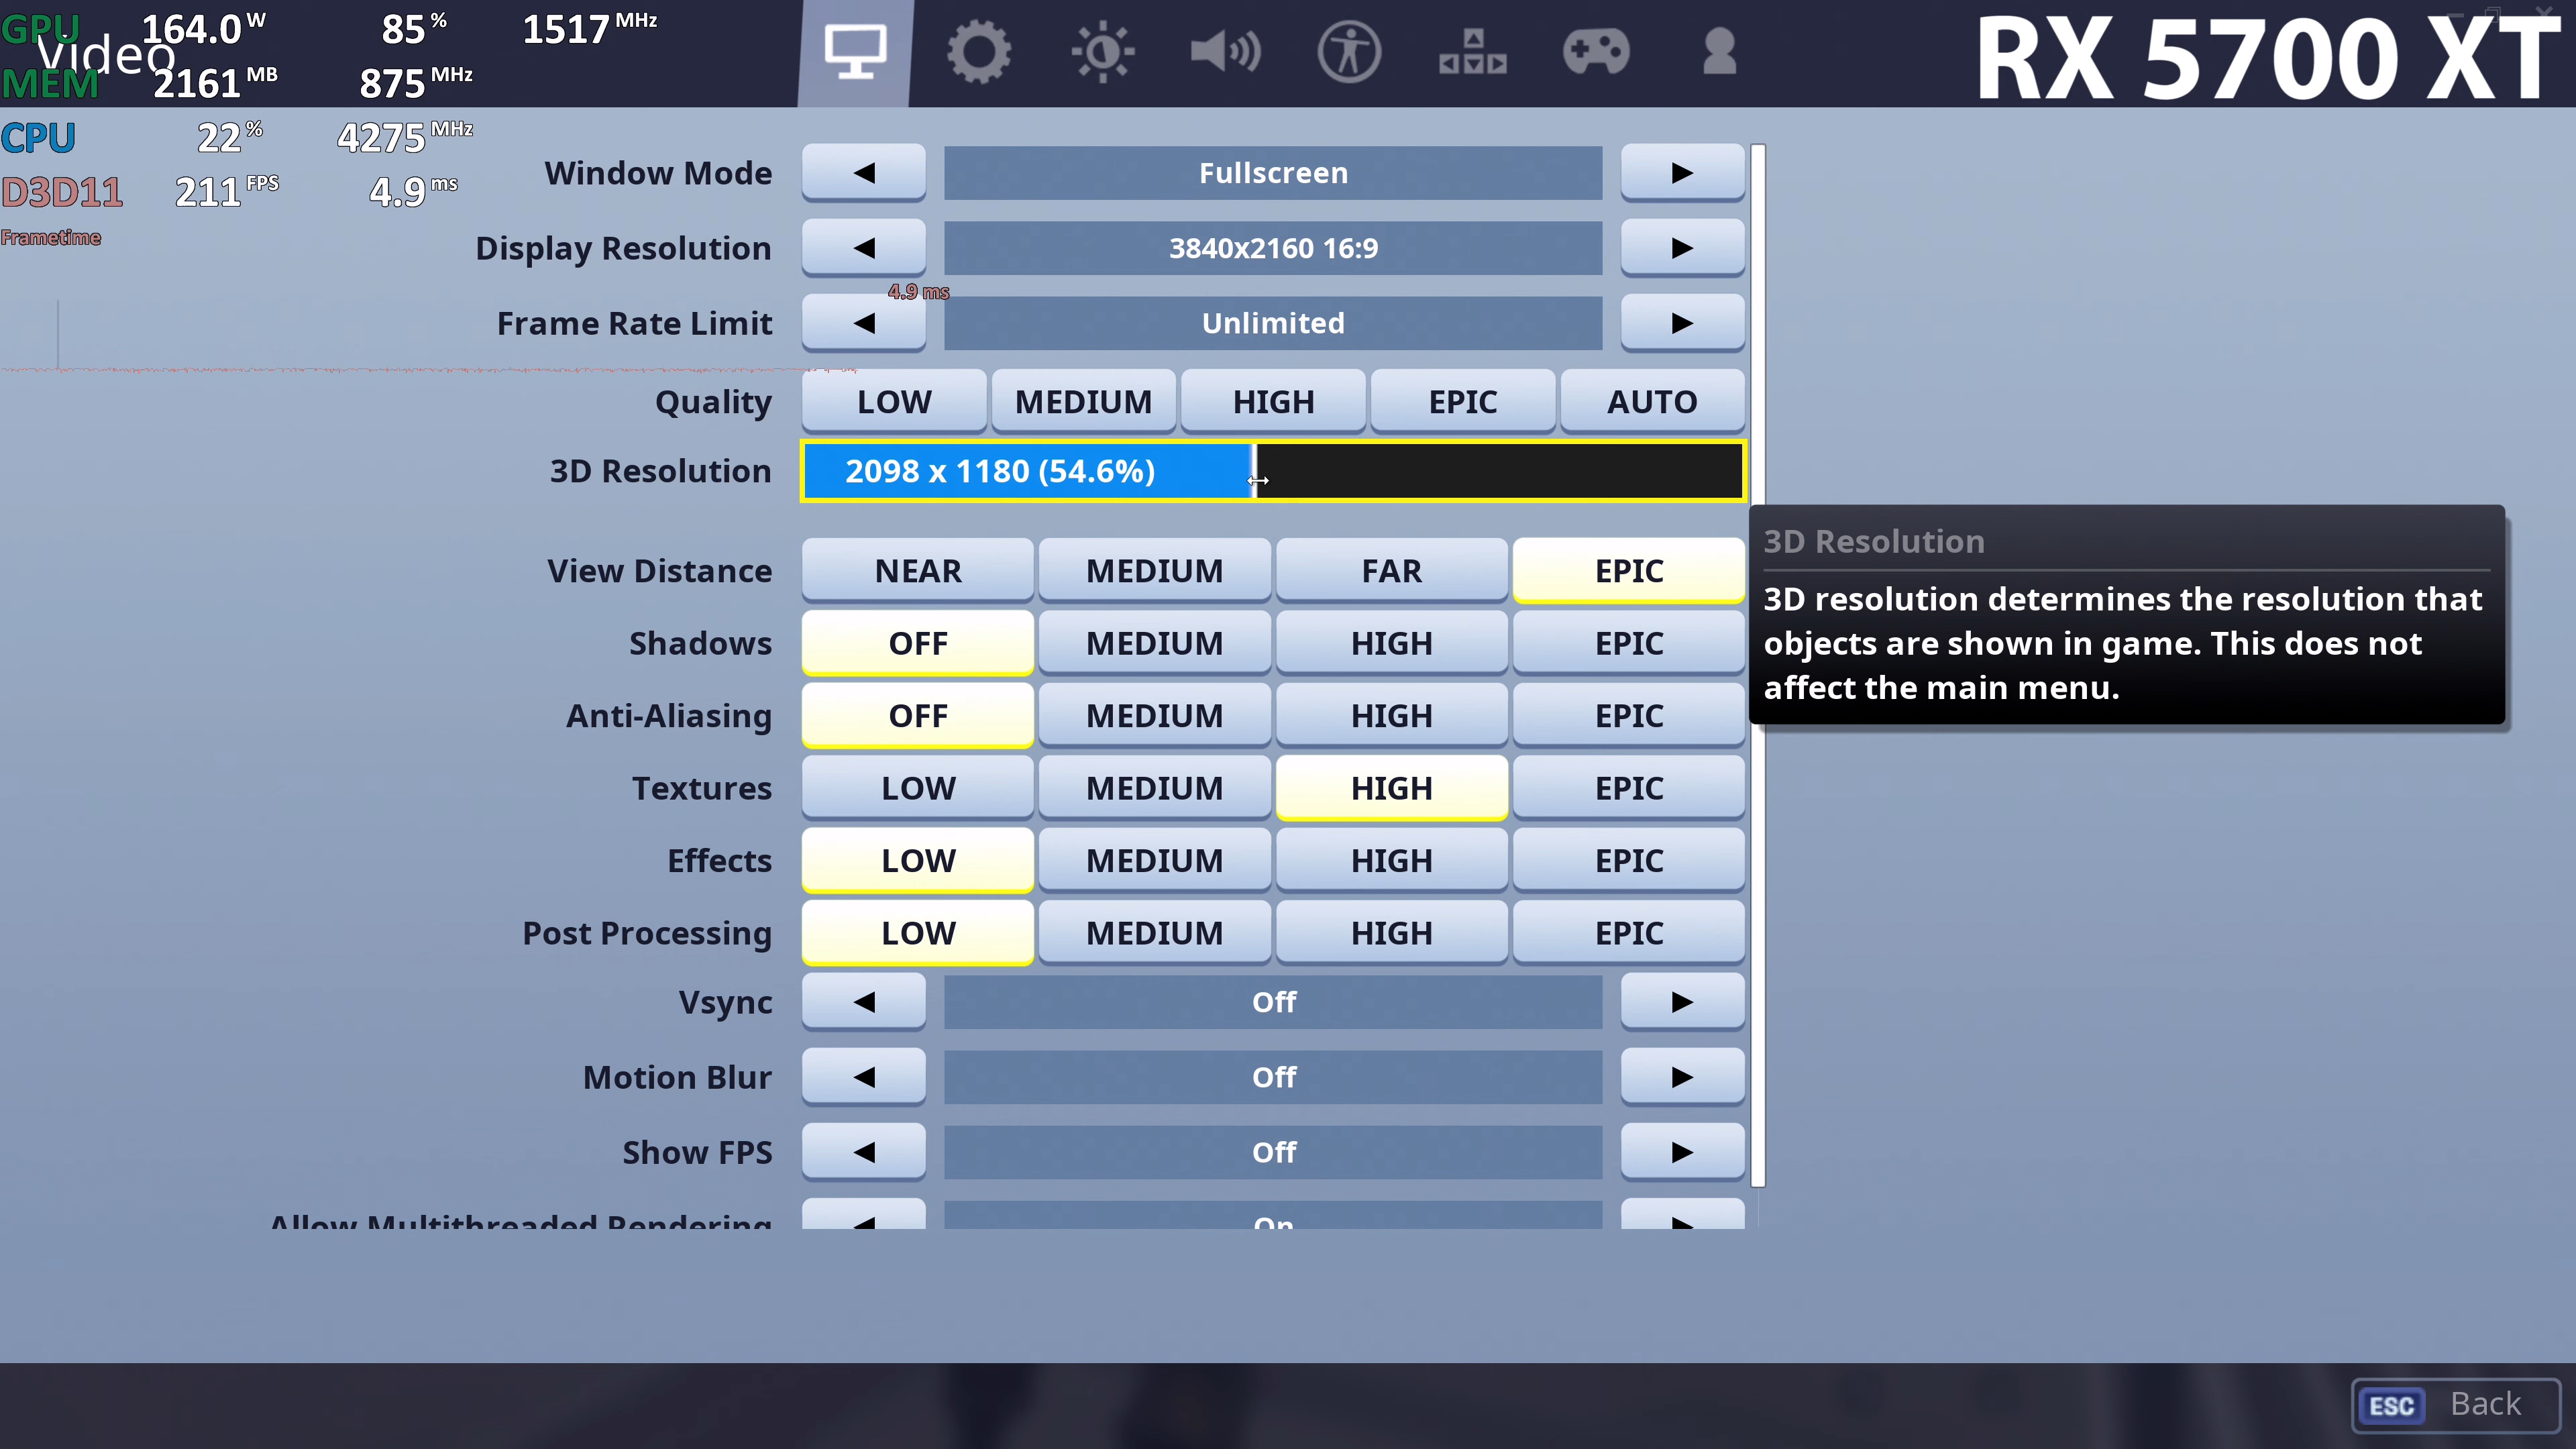 GPU 164.0 W 85 % 1517 MHz
Video
MEM 2161 MB 875 MHz
RX 5700 XT
CPU 22 % 4275 MHz
D3D11 211 FPS 4.9 ms
Frametime
4.9 ms
Window Mode Fullscreen
Display Resolution 3840x2160 16:9
Frame Rate Limit Unlimited
Quality LOW MEDIUM HIGH EPIC AUTO
3D Resolution 2098 x 1180 (54.6%)
3D Resolution
3D resolution determines the resolution that
objects are shown in game. This does not
affect the main menu.
View Distance NEAR MEDIUM FAR EPIC
Shadows OFF MEDIUM HIGH EPIC
Anti-Aliasing OFF MEDIUM HIGH EPIC
Textures LOW MEDIUM HIGH EPIC
Effects LOW MEDIUM HIGH EPIC
Post Processing LOW MEDIUM HIGH EPIC
Vsync Off
Motion Blur Off
Show FPS Off
Allow Multithreaded Rendering On
ESC Back